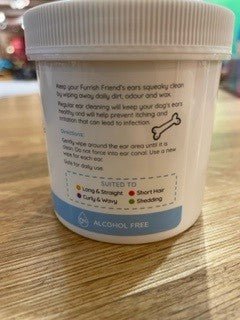 Keep your Furrish Friend's ears squeaky clean
by wiping away daily dirt, odour and wax.
Regular ear cleaning will keep your dog's ears
healthy and will help prevent itching and
irritation that can lead to infection.
Directions:
Gently wipe around the ear area until it is
clean. Do not force into ear canal. Use a new
wipe for each ear.
Safe for daily use.
SUITED TO
Long & Straight Short Hair
Curly & Wavy Shedding
ALCOHOL FREE